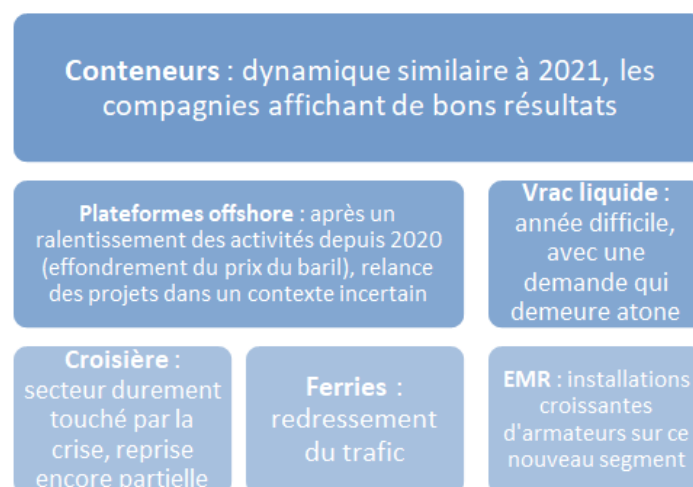 Conteneurs : dynamique similaire à 2021, les
compagnies affichant de bons résultats
Plateformes offshore : après un
ralentissement des activités depuis 2020
(effondrement du prix du baril), relance
des projets dans un contexte incertain
Vrac liquide :
année difficile,
avec une
demande qui
demeure atone
Croisière :
secteur durement
touché par la
crise, reprise
encore partielle
Ferries :
redressement
du trafic
EMR : installations
croissantes
d'armateurs sur ce
nouveau segment